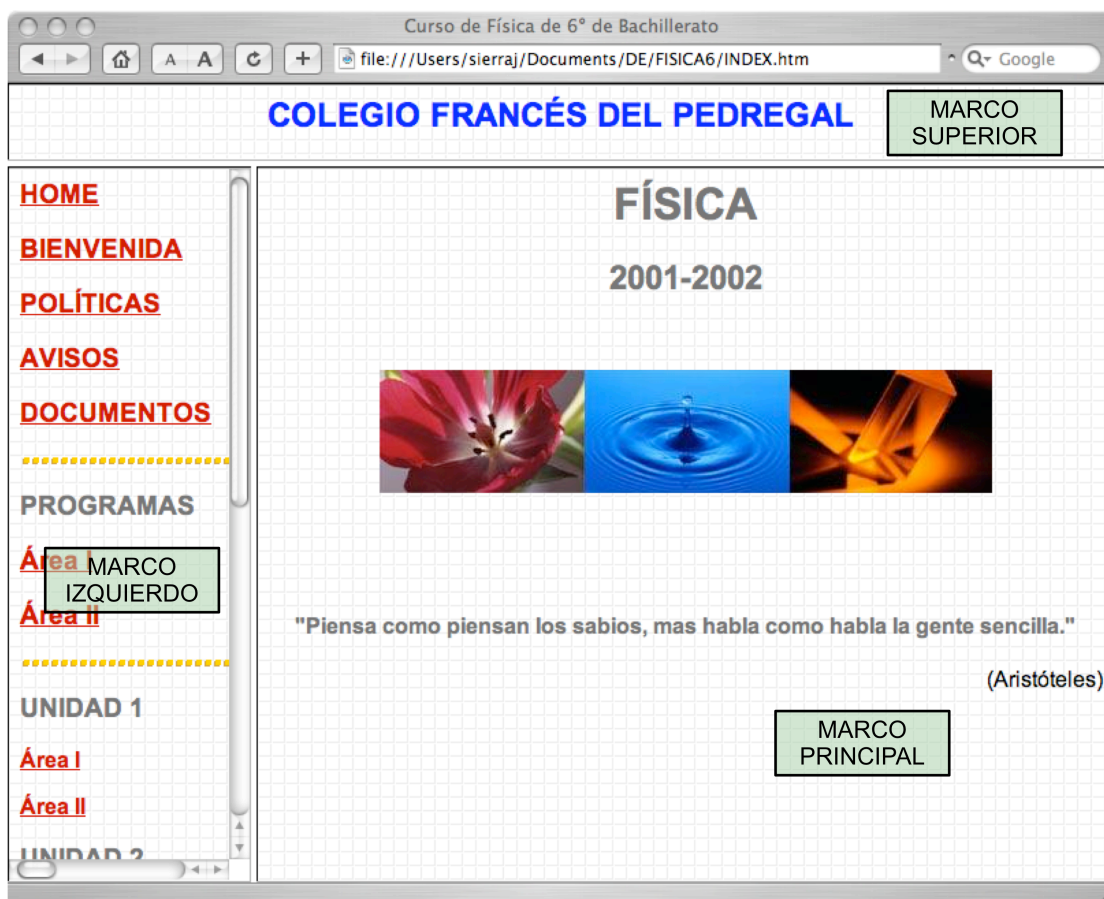 Curso de Física de 6° de Bachillerato
A A
file:///Users/sierraj/Documents/DE/FISICA6/INDEX.htm
Google
COLEGIO FRANCÉS DEL PEDREGAL
MARCO
SUPERIOR
HOME
BIENVENIDA
POLÍTICAS
AVISOS
DOCUMENTOS
PROGRAMAS
Área I
MARCO
IZQUIERDO
Área II
UNIDAD 1
Área I
Área II
UNIDAD 2
FÍSICA
2001-2002
"Piensa como piensan los sabios, mas habla como habla la gente sencilla."
(Aristóteles)
MARCO
PRINCIPAL